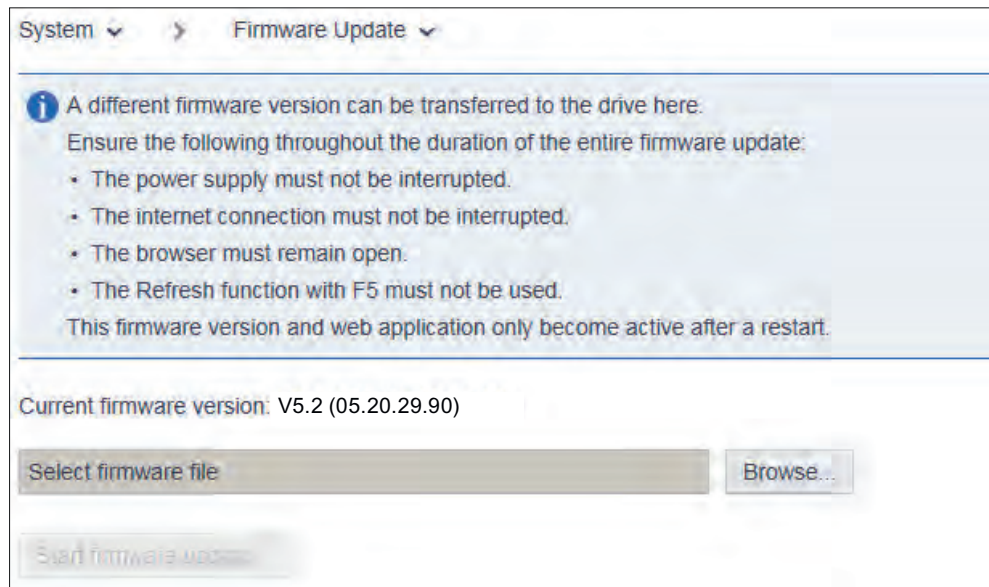 System > Firmware Update
A different firmware version can be transferred to the drive here.
Ensure the following throughout the duration of the entire firmware update:
• The power supply must not be interrupted.
• The internet connection must not be interrupted.
• The browser must remain open.
• The Refresh function with F5 must not be used.
This firmware version and web application only become active after a restart.
Current firmware version: V5.2 (05.20.29.90)
Select firmware file
Browse...
Start firmware update